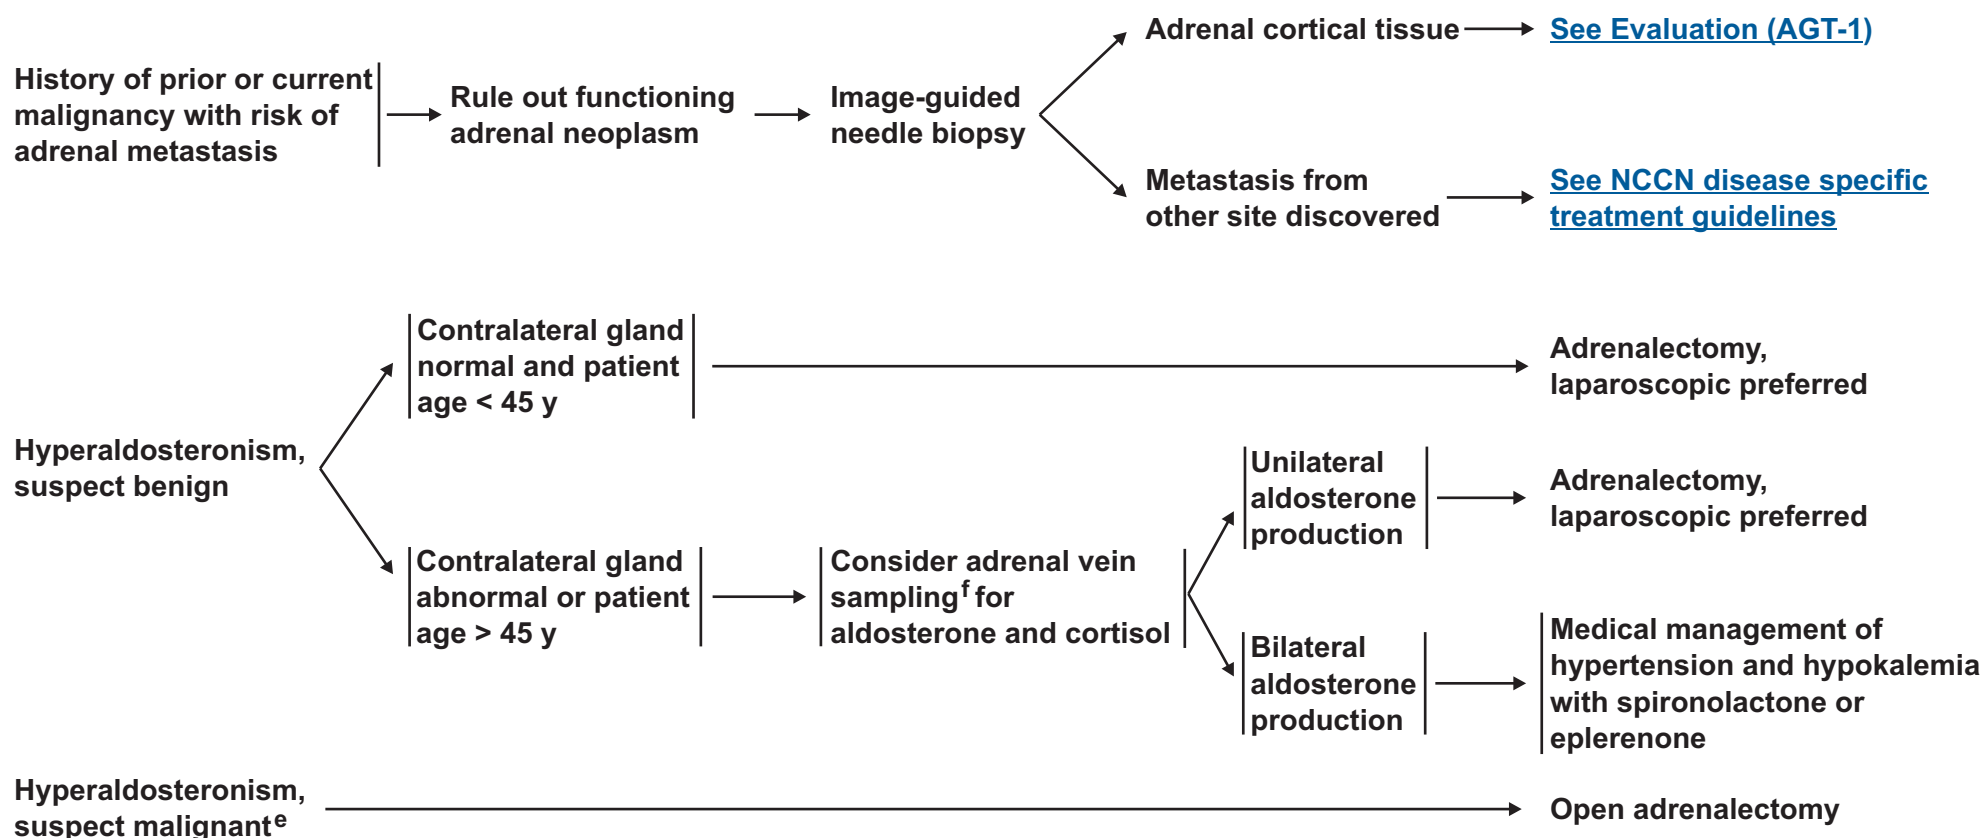 History of prior or current
malignancy with risk of
adrenal metastasis
Rule out functioning
adrenal neoplasm
Image-guided
needle biopsy
Adrenal cortical tissue
See Evaluation (AGT-1)
Metastasis from
other site discovered
See NCCN disease specific
treatment guidelines
Hyperaldosteronism,
suspect benign
Contralateral gland
normal and patient
age < 45 y
Adrenalectomy,
laparoscopic preferred
Contralateral gland
abnormal or patient
age > 45 y
Consider adrenal vein
sampling^f for
aldosterone and cortisol
Unilateral
aldosterone
production
Adrenalectomy,
laparoscopic preferred
Bilateral
aldosterone
production
Medical management of
hypertension and hypokalemia
with spironolactone or
eplerenone
Hyperaldosteronism,
suspect malignant^e
Open adrenalectomy